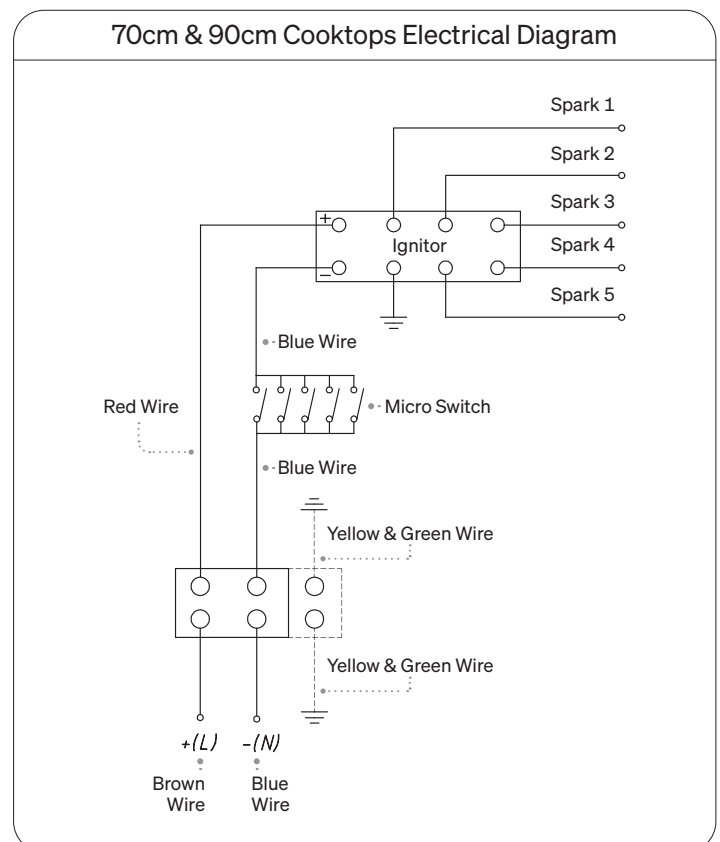 70cm & 90cm Cooktops Electrical Diagram
Spark 1
Spark 2
Spark 3
+
Ignitor
Spark 4
−
Spark 5
Blue Wire
Red Wire
Micro Switch
Blue Wire
Yellow & Green Wire
Yellow & Green Wire
+(L)
-(N)
Brown
Wire
Blue
Wire